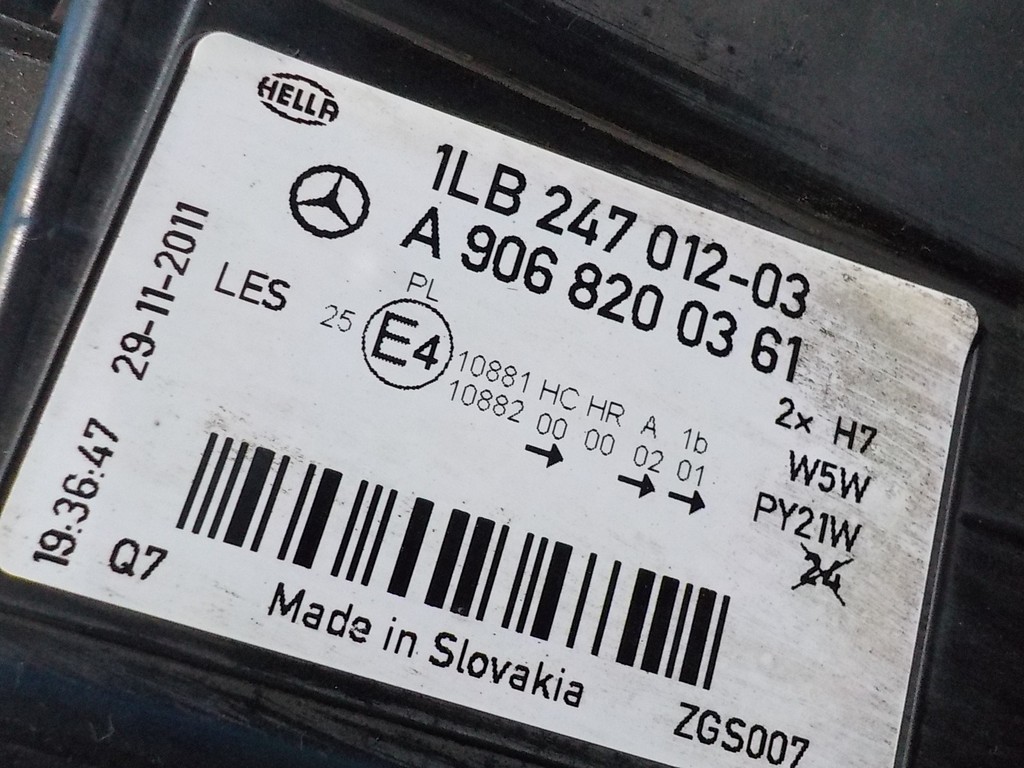 HELLA
1LB 247 012-03
A 906 820 03 61
LES
PL
25 E4 10881 HC HR A 1b
10882 00 00 02 01
2x H7
W5W
PY21W
24
29-11-2011
19:36:47
Q7
Made in Slovakia
ZGS007